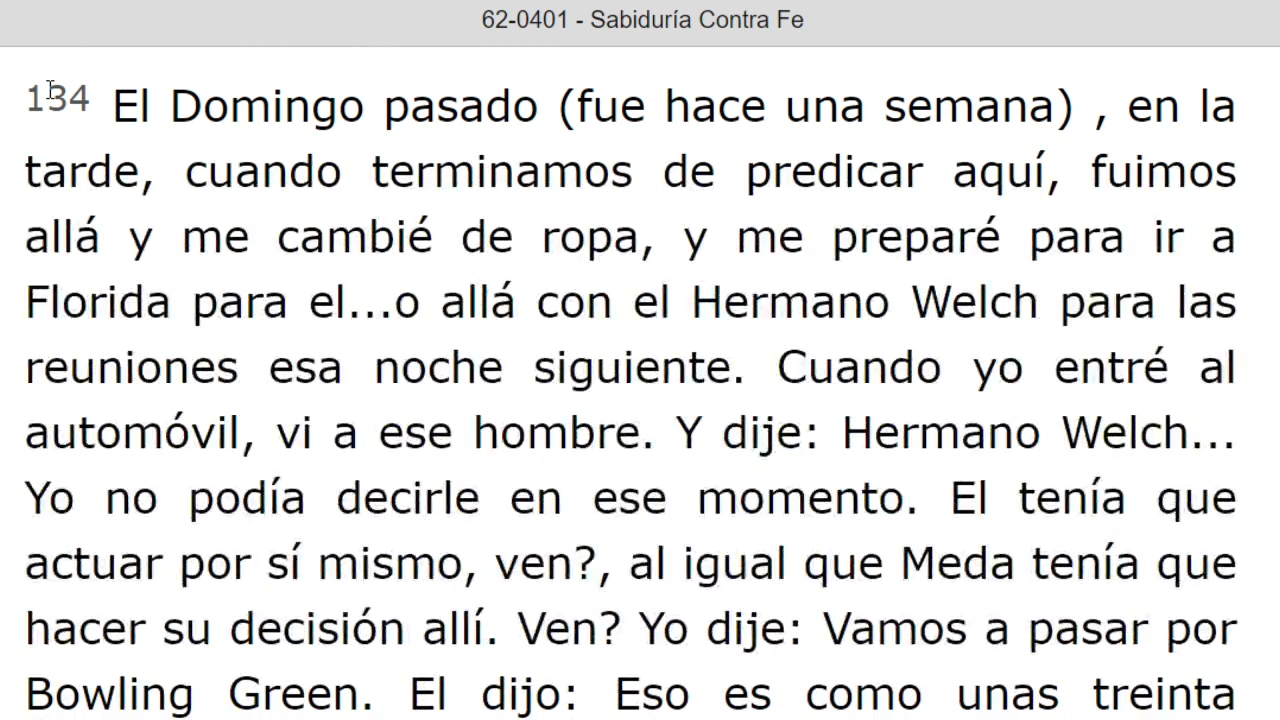 62-0401 - Sabiduría Contra Fe
134 El Domingo pasado (fue hace una semana) , en la
tarde, cuando terminamos de predicar aquí, fuimos
allá y me cambié de ropa, y me preparé para ir a
Florida para el...o allá con el Hermano Welch para las
reuniones esa noche siguiente. Cuando yo entré al
automóvil, vi a ese hombre. Y dije: Hermano Welch...
Yo no podía decirle en ese momento. El tenía que
actuar por sí mismo, ven?, al igual que Meda tenía que
hacer su decisión allí. Ven? Yo dije: Vamos a pasar por
Bowling Green. El dijo: Eso es como unas treinta